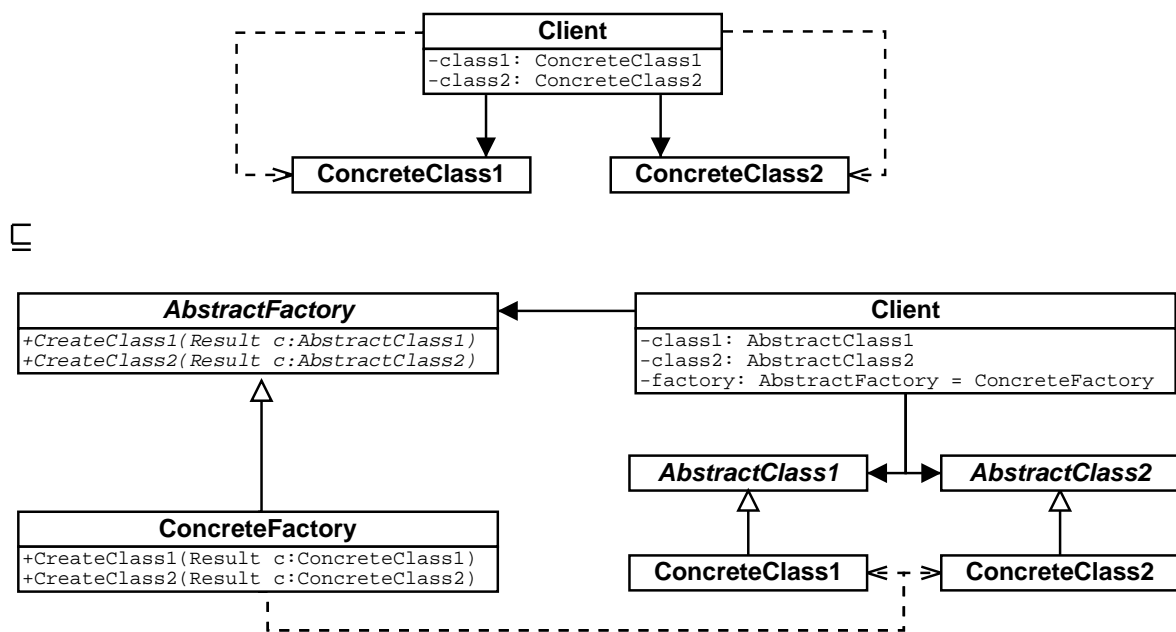 Client
-class1: ConcreteClass1
-class2: ConcreteClass2
ConcreteClass1
ConcreteClass2
⊑
AbstractFactory
+CreateClass1(Result c:AbstractClass1)
+CreateClass2(Result c:AbstractClass2)
Client
-class1: AbstractClass1
-class2: AbstractClass2
-factory: AbstractFactory = ConcreteFactory
AbstractClass1
AbstractClass2
ConcreteFactory
+CreateClass1(Result c:ConcreteClass1)
+CreateClass2(Result c:ConcreteClass2)
ConcreteClass1
ConcreteClass2